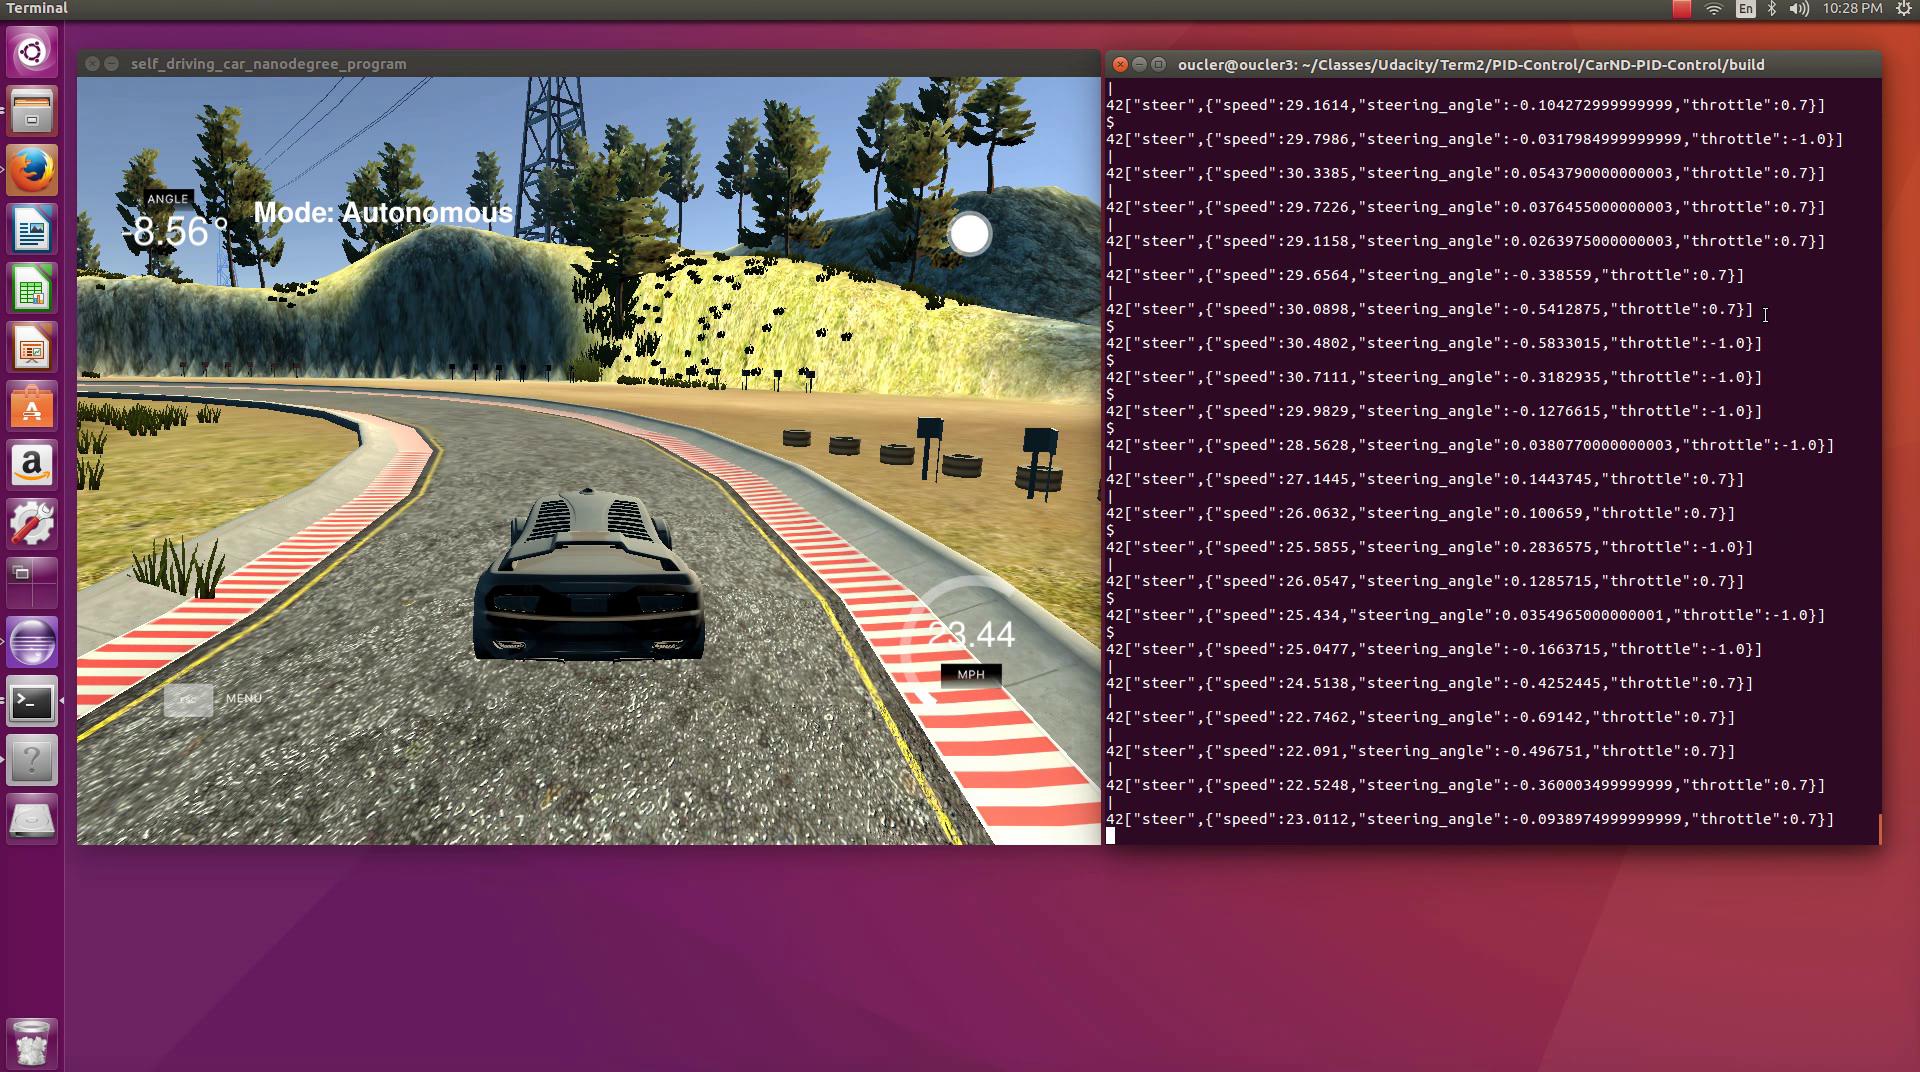 Terminal
En
10:28 PM
self_driving_car_nanodegree_program
ANGLE
-8.56°
Mode: Autonomous
23.44
MPH
ESC
MENU
oucler@oucler3: ~/Classes/Udacity/Term2/PID-Control/CarND-PID-Control/build
|
42["steer",{"speed":29.1614,"steering_angle":-0.104272999999999,"throttle":0.7}]
$
42["steer",{"speed":29.7986,"steering_angle":-0.0317984999999999,"throttle":-1.0}]
|
42["steer",{"speed":30.3385,"steering_angle":0.0543790000000003,"throttle":0.7}]
|
42["steer",{"speed":29.7226,"steering_angle":0.0376455000000003,"throttle":0.7}]
|
42["steer",{"speed":29.1158,"steering_angle":0.0263975000000003,"throttle":0.7}]
|
42["steer",{"speed":29.6564,"steering_angle":-0.338559,"throttle":0.7}]
|
42["steer",{"speed":30.0898,"steering_angle":-0.5412875,"throttle":0.7}]
$
42["steer",{"speed":30.4802,"steering_angle":-0.5833015,"throttle":-1.0}]
$
42["steer",{"speed":30.7111,"steering_angle":-0.3182935,"throttle":-1.0}]
$
42["steer",{"speed":29.9829,"steering_angle":-0.1276615,"throttle":-1.0}]
$
42["steer",{"speed":28.5628,"steering_angle":0.0380770000000003,"throttle":-1.0}]
|
42["steer",{"speed":27.1445,"steering_angle":0.1443745,"throttle":0.7}]
|
42["steer",{"speed":26.0632,"steering_angle":0.100659,"throttle":0.7}]
$
42["steer",{"speed":25.5855,"steering_angle":0.2836575,"throttle":-1.0}]
|
42["steer",{"speed":26.0547,"steering_angle":0.1285715,"throttle":0.7}]
$
42["steer",{"speed":25.434,"steering_angle":0.0354965000000001,"throttle":-1.0}]
$
42["steer",{"speed":25.0477,"steering_angle":-0.1663715,"throttle":-1.0}]
|
42["steer",{"speed":24.5138,"steering_angle":-0.4252445,"throttle":0.7}]
|
42["steer",{"speed":22.7462,"steering_angle":-0.69142,"throttle":0.7}]
|
42["steer",{"speed":22.091,"steering_angle":-0.496751,"throttle":0.7}]
|
42["steer",{"speed":22.5248,"steering_angle":-0.360003499999999,"throttle":0.7}]
|
42["steer",{"speed":23.0112,"steering_angle":-0.0938974999999999,"throttle":0.7}]